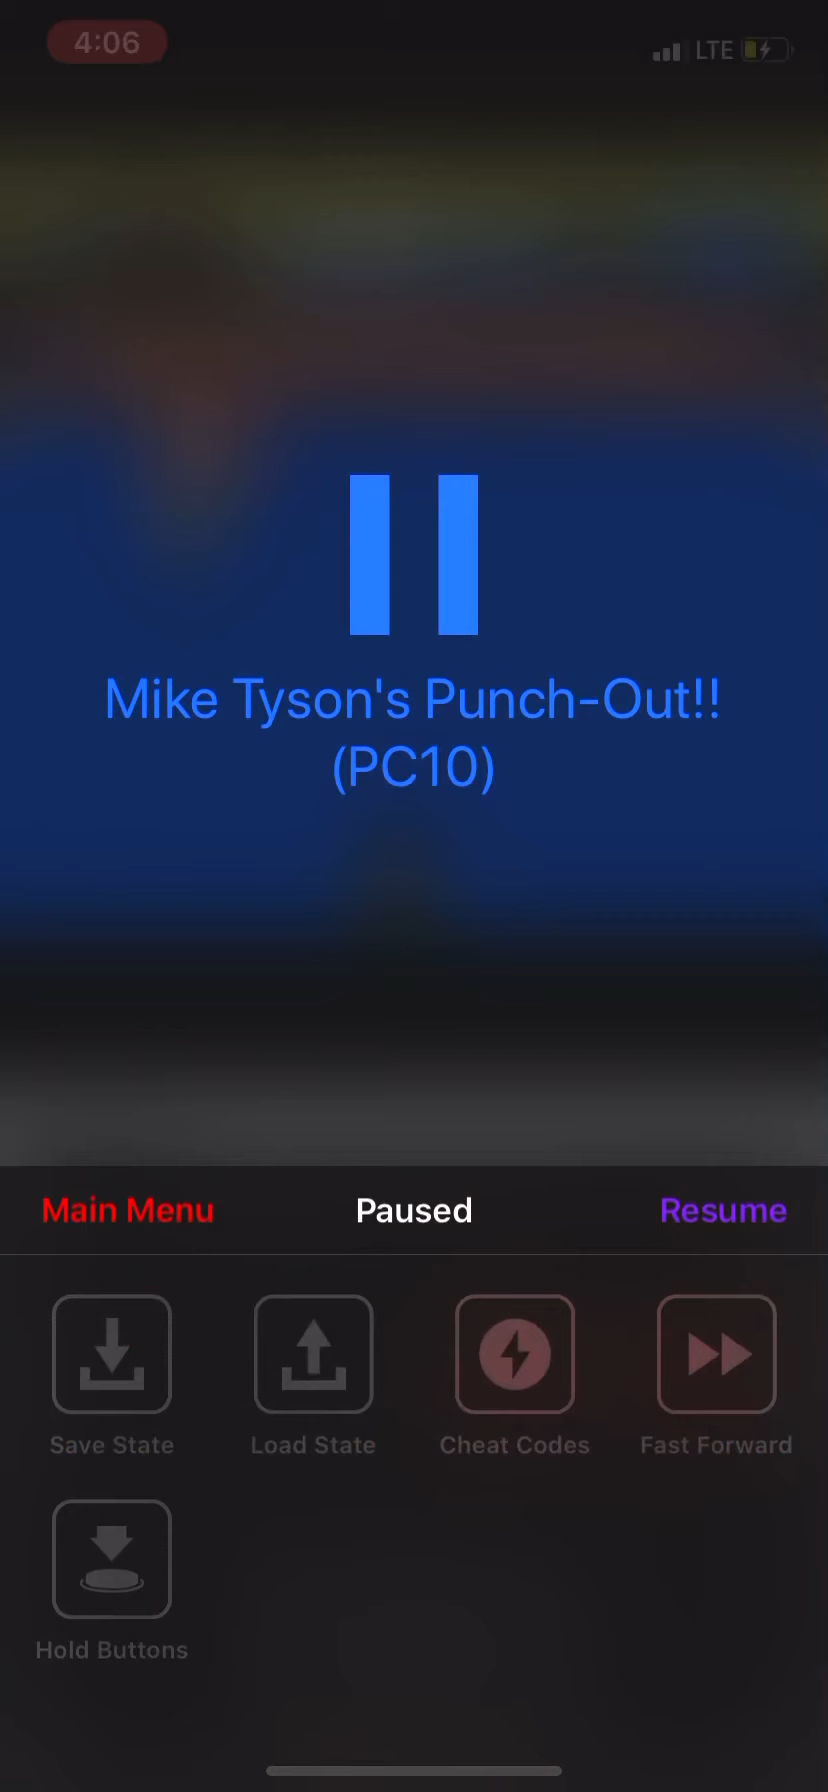 4:06
LTE
Mike Tyson's Punch-Out!!
(PC10)
Main Menu
Paused
Resume
Save State
Load State
Cheat Codes
Fast Forward
Hold Buttons